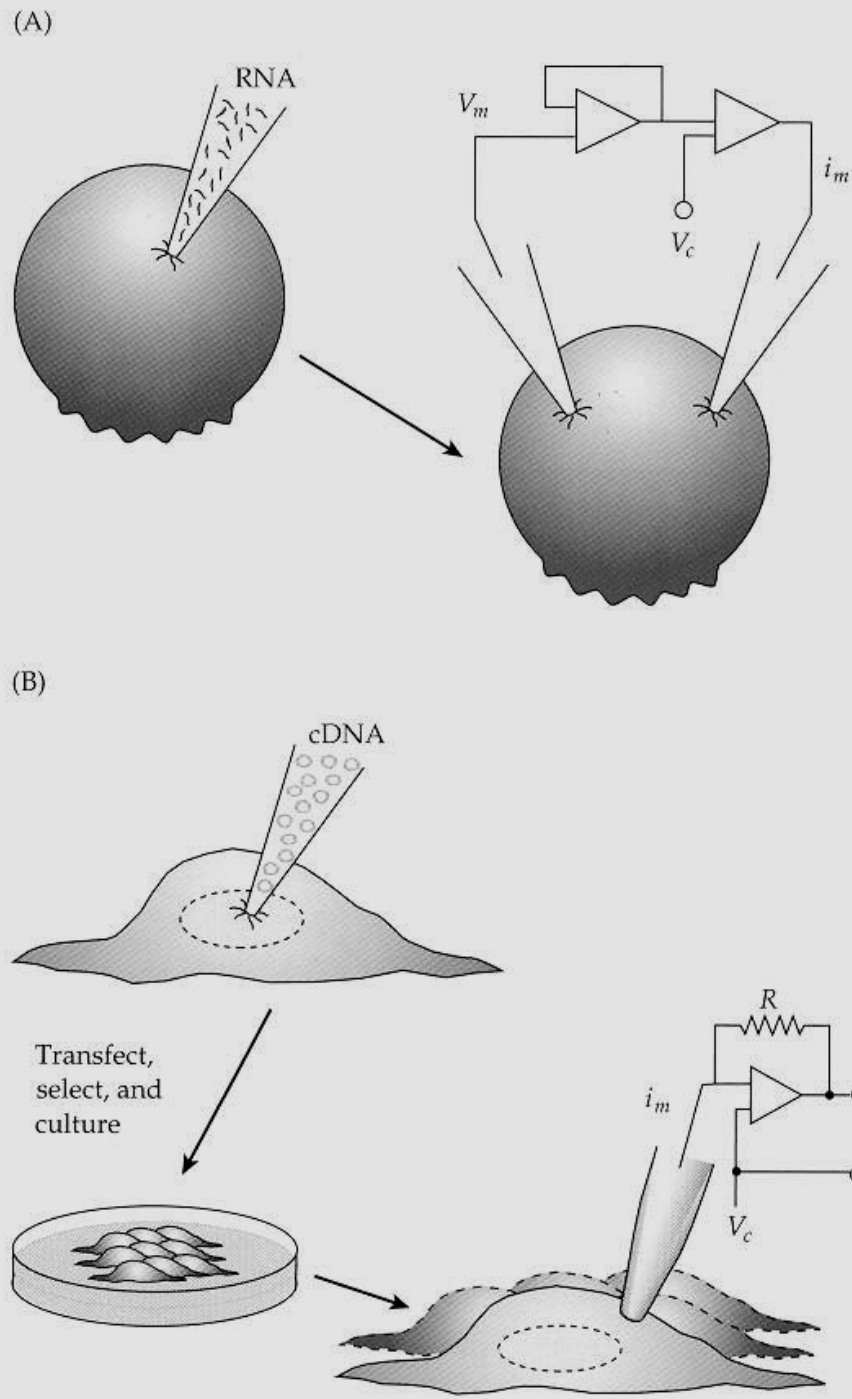 (A)
RNA
V_m
i_m
V_c
(B)
cDNA
Transfect,
select, and
culture
R
i_m
V_c